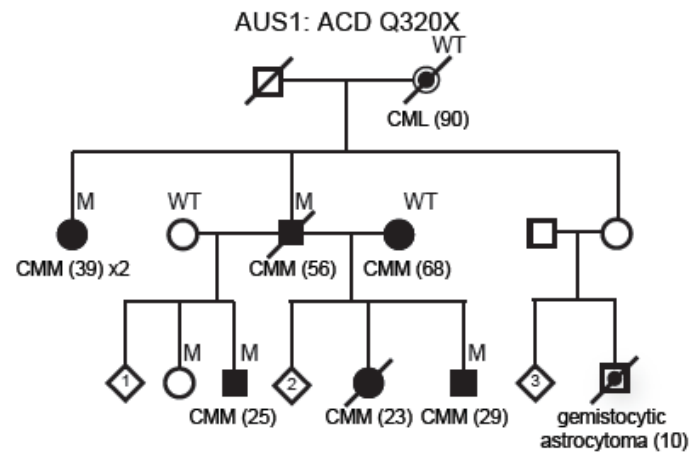 AUS1: ACD Q320X
WT
CML (90)
M WT M WT
CMM (39) x2 CMM (56) CMM (68)
M M M
1 2 3
CMM (25) CMM (23) CMM (29) gemistocytic
astrocytoma (10)